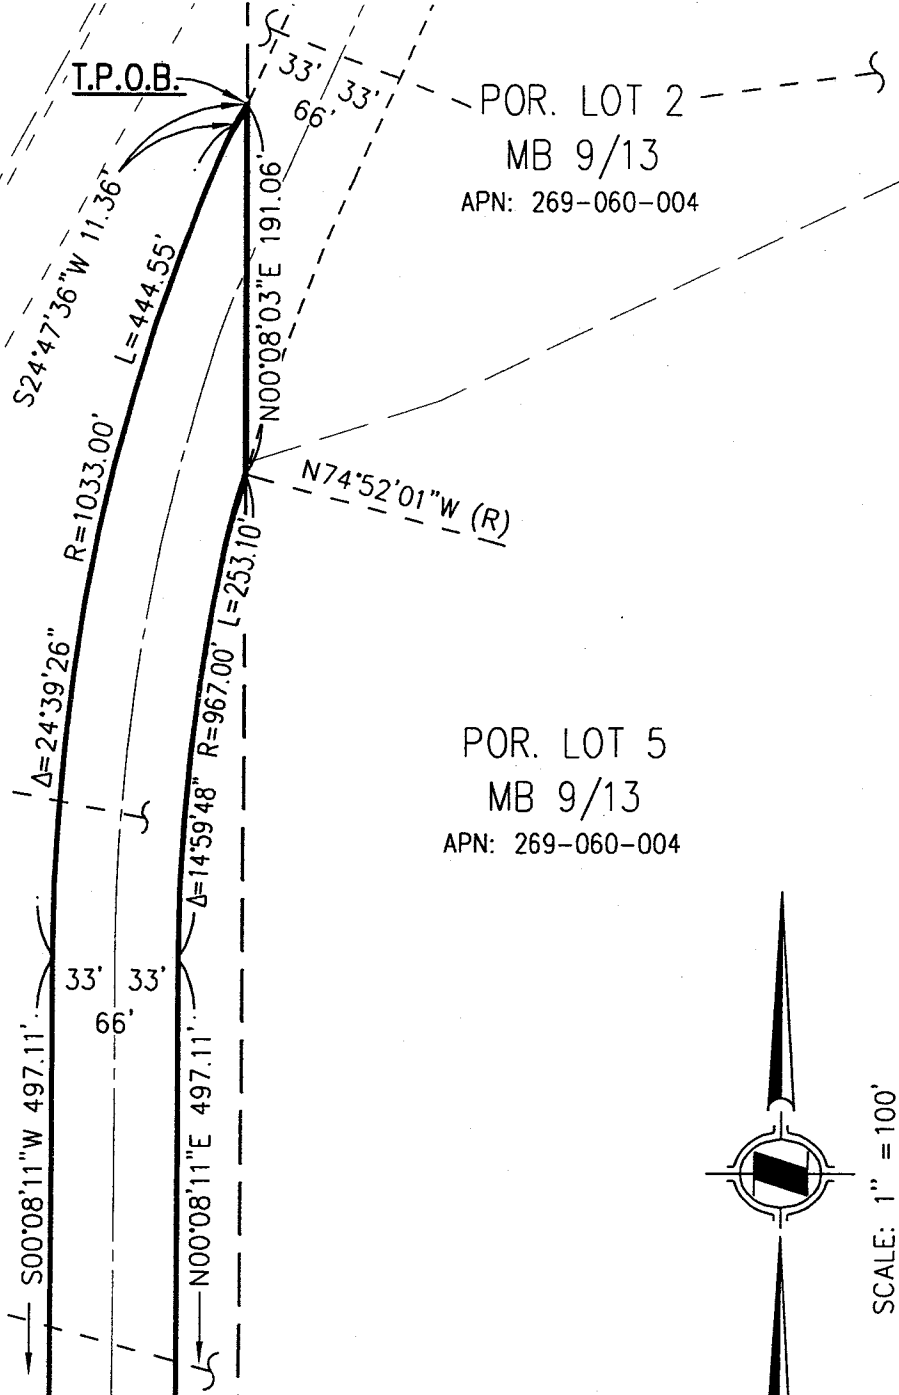 T.P.O.B.
33' 33'
66'
POR. LOT 2
MB 9/13
APN: 269-060-004
S24°47'36"W 11.36'
L=444.55'
R=1033.00'
Δ=24°39'26"
N00°08'03"E 191.06'
N74°52'01"W (R)
L=253.10'
R=967.00'
Δ=14°59'48"
POR. LOT 5
MB 9/13
APN: 269-060-004
33' 33'
66'
S00°08'11"W 497.11'
N00°08'11"E 497.11'
SCALE: 1" = 100'